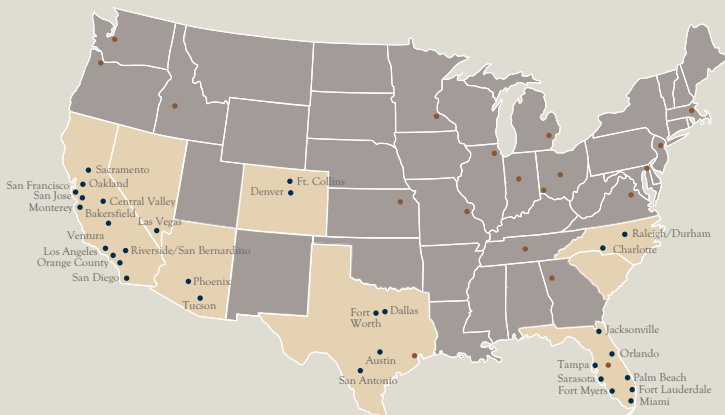 Sacramento
San Francisco
Oakland
San Jose
Monterey
Central Valley
Bakersfield
Las Vegas
Ventura
Los Angeles
Riverside/San Bernardino
Orange County
San Diego
Phoenix
Tucson
Ft. Collins
Denver
Fort
Worth
Dallas
Austin
San Antonio
Raleigh/Durham
Charlotte
Jacksonville
Orlando
Tampa
Palm Beach
Sarasota
Fort Lauderdale
Fort Myers
Miami